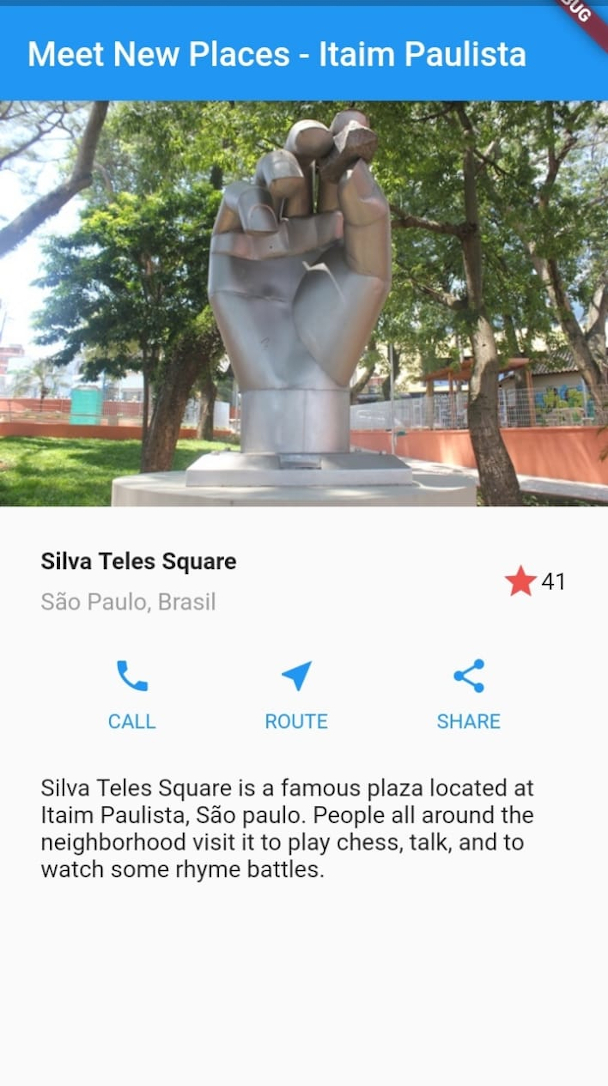 Meet New Places - Itaim Paulista
Silva Teles Square
São Paulo, Brasil
41
CALL
ROUTE
SHARE
Silva Teles Square is a famous plaza located at
Itaim Paulista, São paulo. People all around the
neighborhood visit it to play chess, talk, and to
watch some rhyme battles.